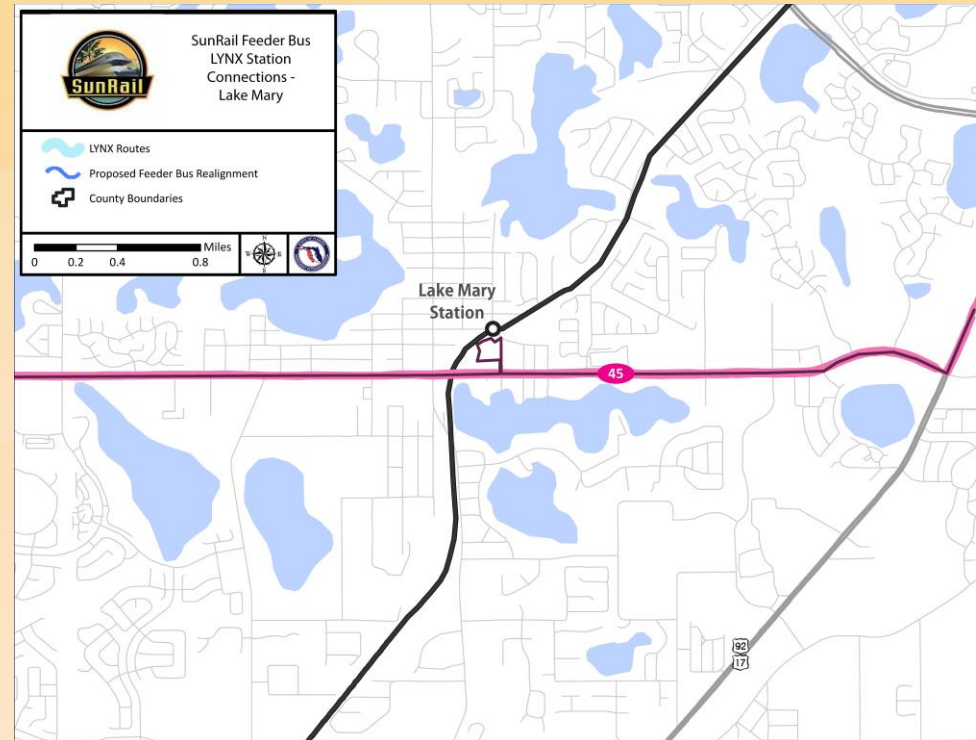 SunRail
SunRail Feeder Bus
LYNX Station
Connections -
Lake Mary
LYNX Routes
Proposed Feeder Bus Realignment
County Boundaries
Miles
0 0.2 0.4 0.8
N
W E
S
Lake Mary
Station
45
92
17